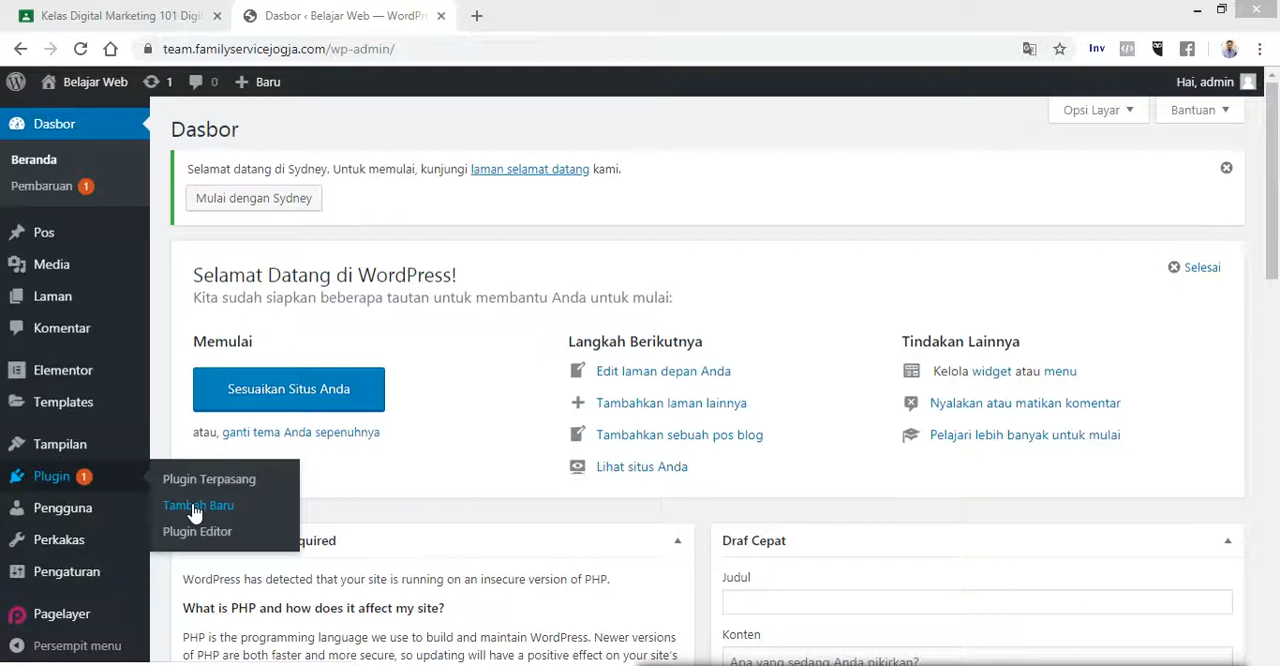 Kelas Digital Marketing 101 Digi
Dasbor ‹ Belajar Web — WordPr
team.familyservicejogja.com/wp-admin/
Inv
Belajar Web 1 0 Baru
Hai, admin
Dasbor
Beranda
Pembaruan 1
Pos
Media
Laman
Komentar
Elementor
Templates
Tampilan
Plugin 1
Pengguna
Perkakas
Pengaturan
Pagelayer
Persempit menu
Plugin Terpasang
Tambah Baru
Plugin Editor
Opsi Layar
Bantuan
Dasbor
Selamat datang di Sydney. Untuk memulai, kunjungi laman selamat datang kami.
Mulai dengan Sydney
Selamat Datang di WordPress!
Selesai
Kita sudah siapkan beberapa tautan untuk membantu Anda untuk mulai:
Memulai
Sesuaikan Situs Anda
atau, ganti tema Anda sepenuhnya
Langkah Berikutnya
Edit laman depan Anda
Tambahkan laman lainnya
Tambahkan sebuah pos blog
Lihat situs Anda
Tindakan Lainnya
Kelola widget atau menu
Nyalakan atau matikan komentar
Pelajari lebih banyak untuk mulai
quired
WordPress has detected that your site is running on an insecure version of PHP.
What is PHP and how does it affect my site?
PHP is the programming language we use to build and maintain WordPress. Newer versions
of PHP are both faster and more secure, so updating will have a positive effect on your site's
Draf Cepat
Judul
Konten
Apa yang sedang Anda pikirkan?